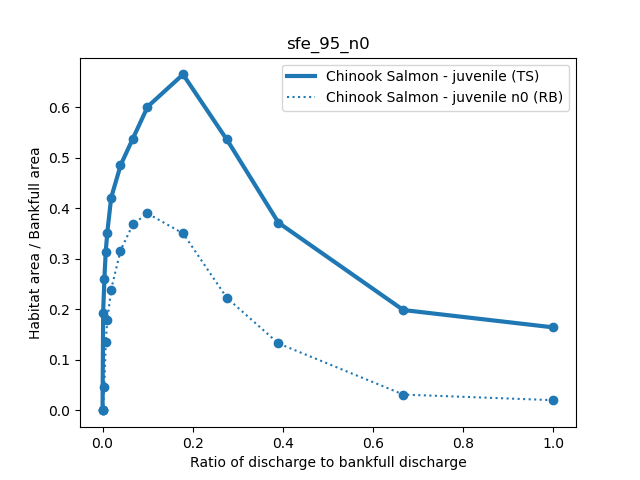 sfe_95_n0
Chinook Salmon - juvenile (TS)
Chinook Salmon - juvenile n0 (RB)
Habitat area / Bankfull area
0.6
0.5
0.4
0.3
0.2
0.1
0.0
0.0 0.2 0.4 0.6 0.8 1.0
Ratio of discharge to bankfull discharge